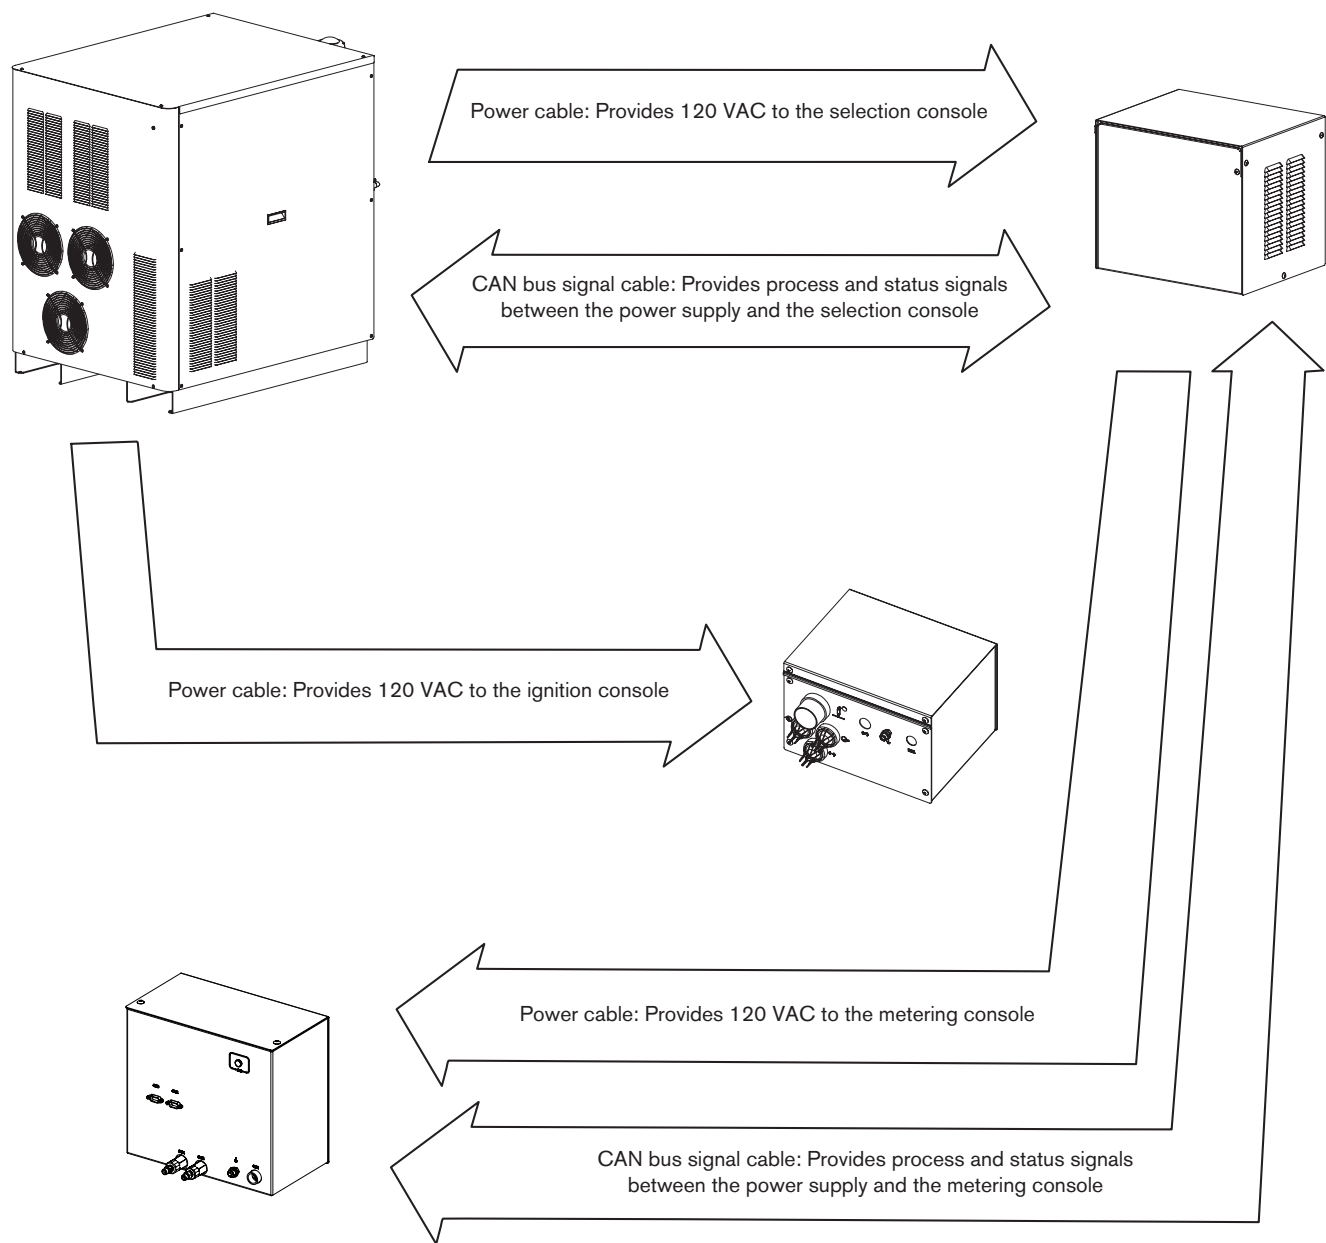 Power cable: Provides 120 VAC to the selection console
CAN bus signal cable: Provides process and status signals
between the power supply and the selection console
Power cable: Provides 120 VAC to the ignition console
Power cable: Provides 120 VAC to the metering console
CAN bus signal cable: Provides process and status signals
between the power supply and the metering console